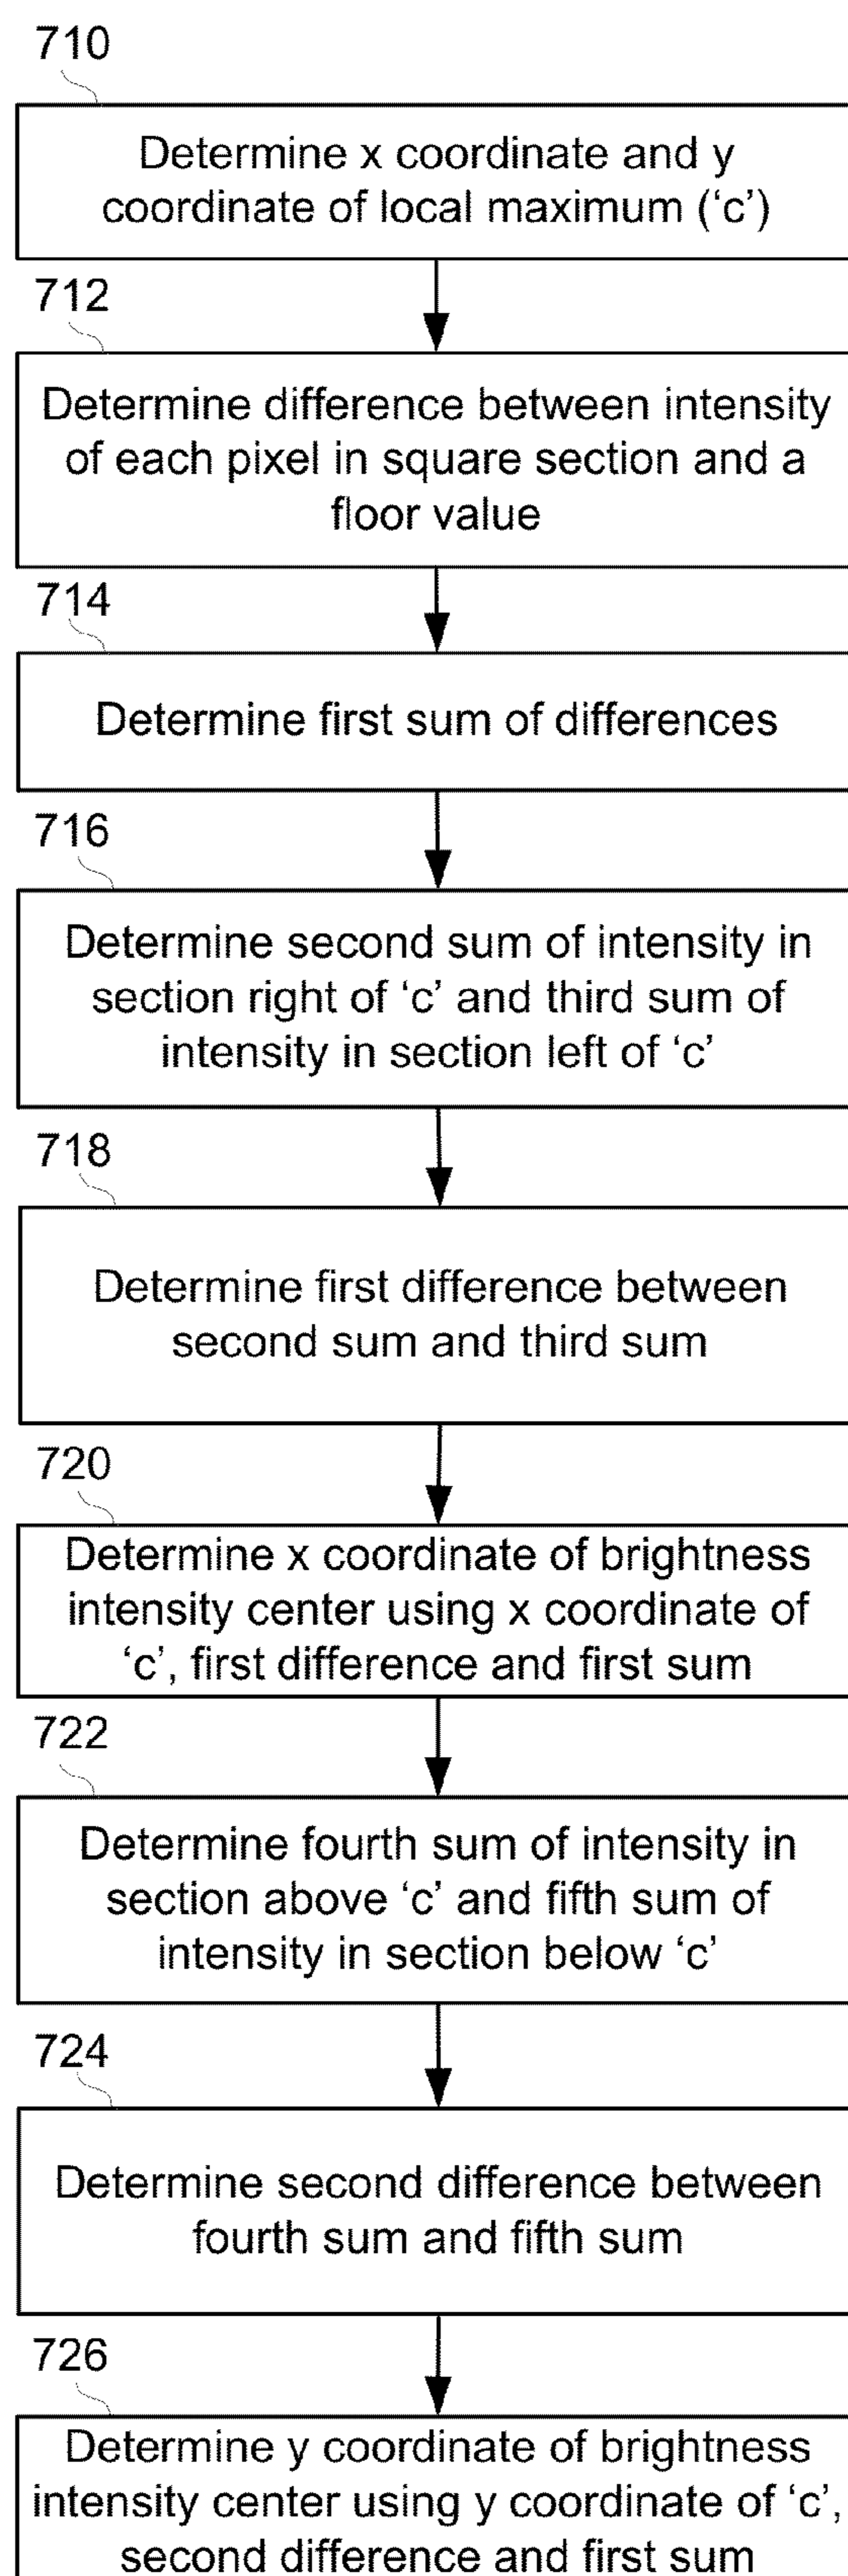 710
Determine x coordinate and y
coordinate of local maximum (‘c’)
712
Determine difference between intensity
of each pixel in square section and a
floor value
714
Determine first sum of differences
716
Determine second sum of intensity in
section right of ‘c’ and third sum of
intensity in section left of ‘c’
718
Determine first difference between
second sum and third sum
720
Determine x coordinate of brightness
intensity center using x coordinate of
‘c’, first difference and first sum
722
Determine fourth sum of intensity in
section above ‘c’ and fifth sum of
intensity in section below ‘c’
724
Determine second difference between
fourth sum and fifth sum
726
Determine y coordinate of brightness
intensity center using y coordinate of ‘c’,
second difference and first sum